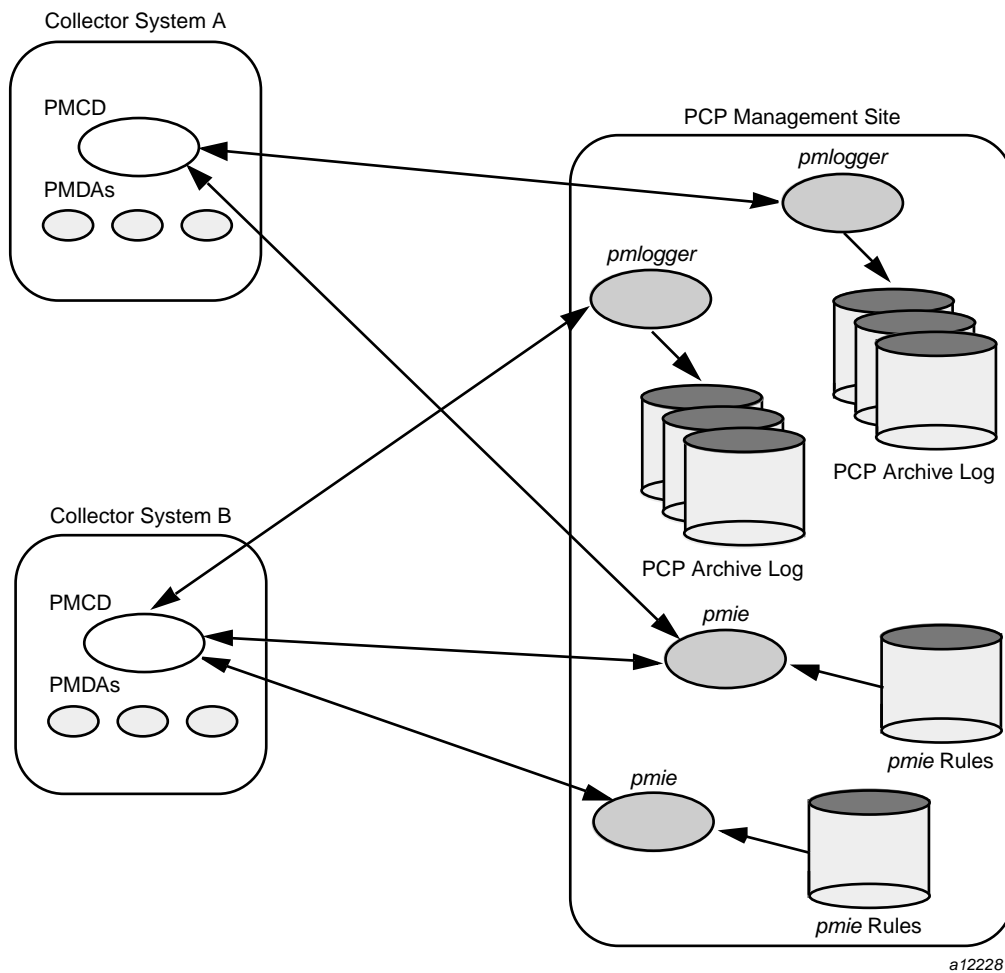 Collector System A
PMCD
PMDAs
PCP Management Site
pmlogger
pmlogger
PCP Archive Log
PCP Archive Log
Collector System B
PMCD
PMDAs
pmie
pmie Rules
pmie
pmie Rules
a12228